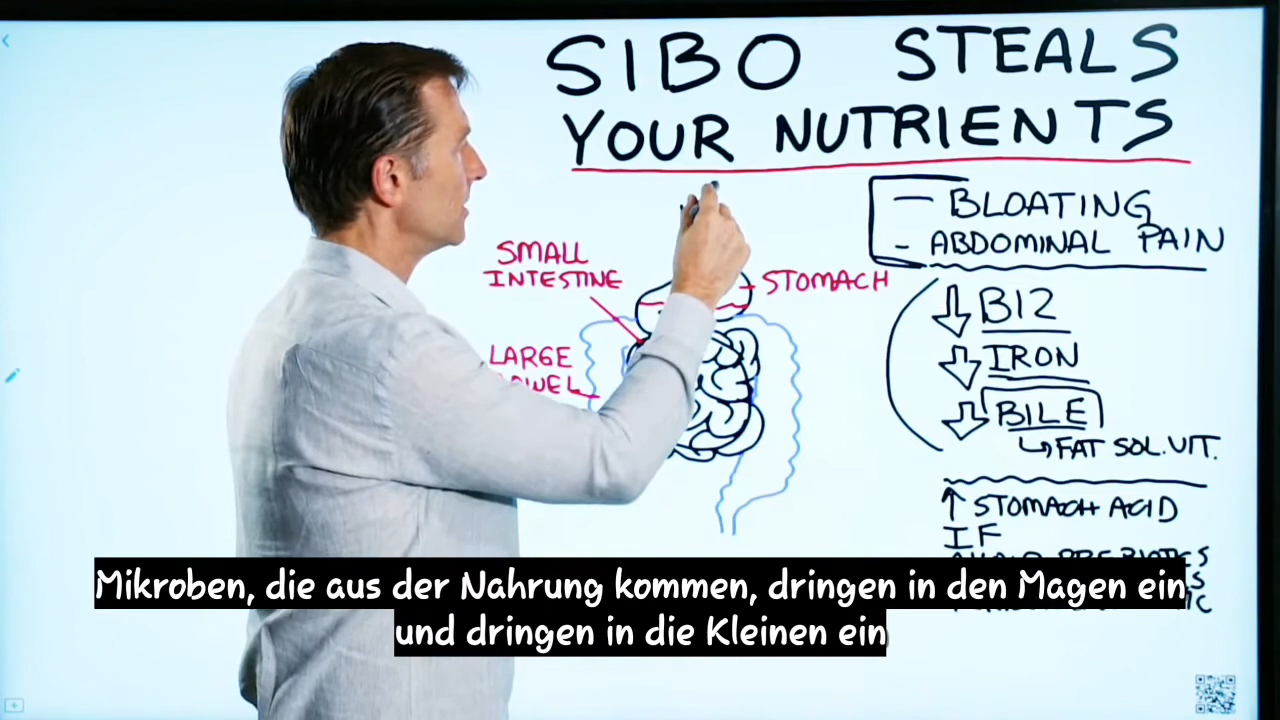 SIBO STEALS
YOUR NUTRIENTS
– BLOATING
- ABDOMINAL PAIN
SMALL
INTESTINE
STOMACH
LARGE
B12
IRON
BILE
↳ FAT SOL. VIT.
↑ STOMACH ACID
IF
Mikroben, die aus der Nahrung kommen, dringen in den Magen ein
und dringen in die Kleinen ein